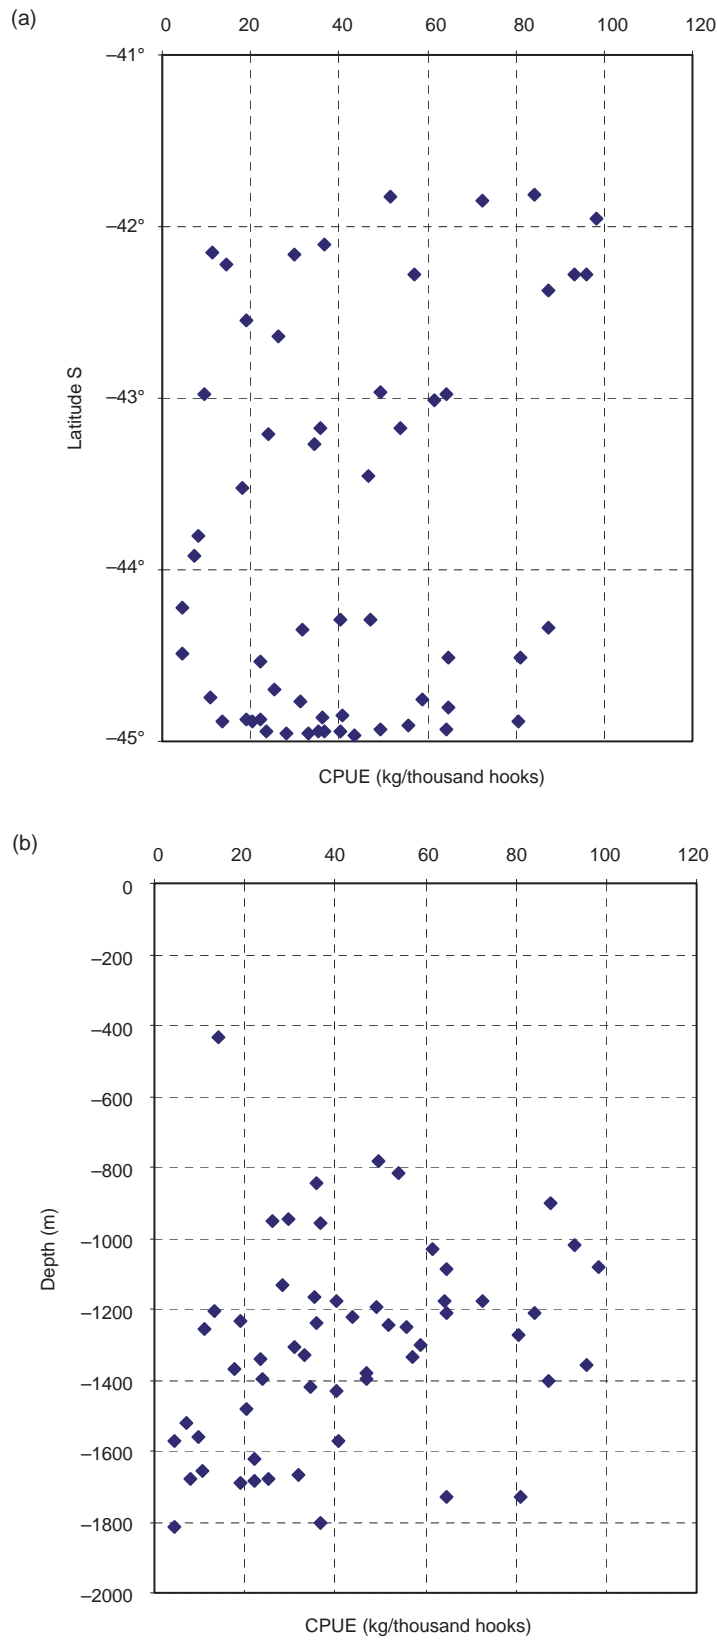 (a)
0 20 40 60 80 100 120
–41°
–42°
–43°
–44°
–45°
Latitude S
CPUE (kg/thousand hooks)
(b)
0 20 40 60 80 100 120
0
–200
–400
–600
–800
–1000
–1200
–1400
–1600
–1800
–2000
Depth (m)
CPUE (kg/thousand hooks)